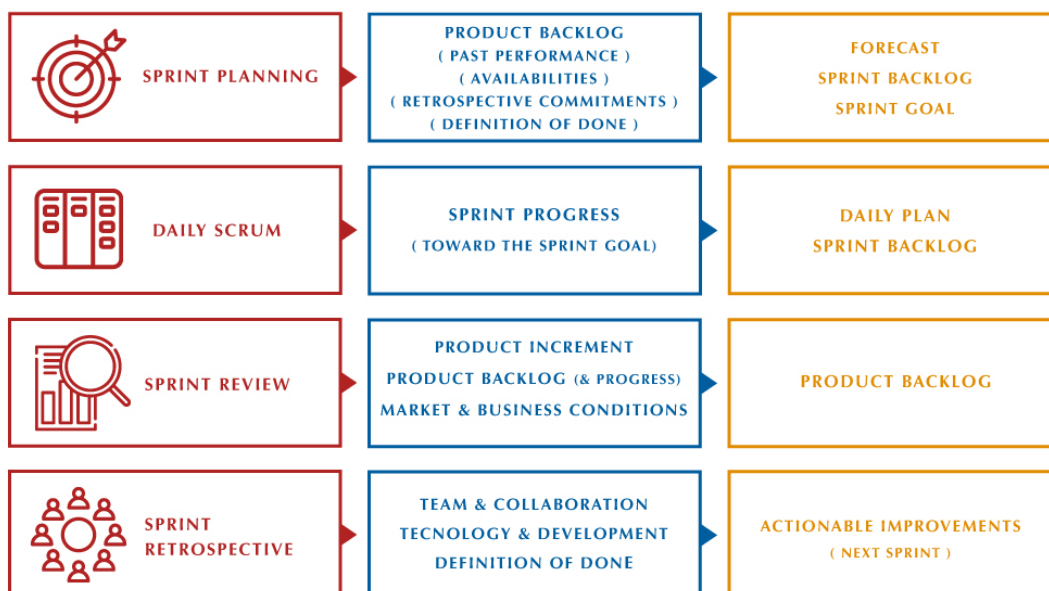 SPRINT PLANNING
PRODUCT BACKLOG
( PAST PERFORMANCE )
( AVAILABILITIES )
( RETROSPECTIVE COMMITMENTS )
( DEFINITION OF DONE )
FORECAST
SPRINT BACKLOG
SPRINT GOAL
DAILY SCRUM
SPRINT PROGRESS
( TOWARD THE SPRINT GOAL)
DAILY PLAN
SPRINT BACKLOG
SPRINT REVIEW
PRODUCT INCREMENT
PRODUCT BACKLOG (& PROGRESS)
MARKET & BUSINESS CONDITIONS
PRODUCT BACKLOG
SPRINT
RETROSPECTIVE
TEAM & COLLABORATION
TECNOLOGY & DEVELOPMENT
DEFINITION OF DONE
ACTIONABLE IMPROVEMENTS
( NEXT SPRINT )